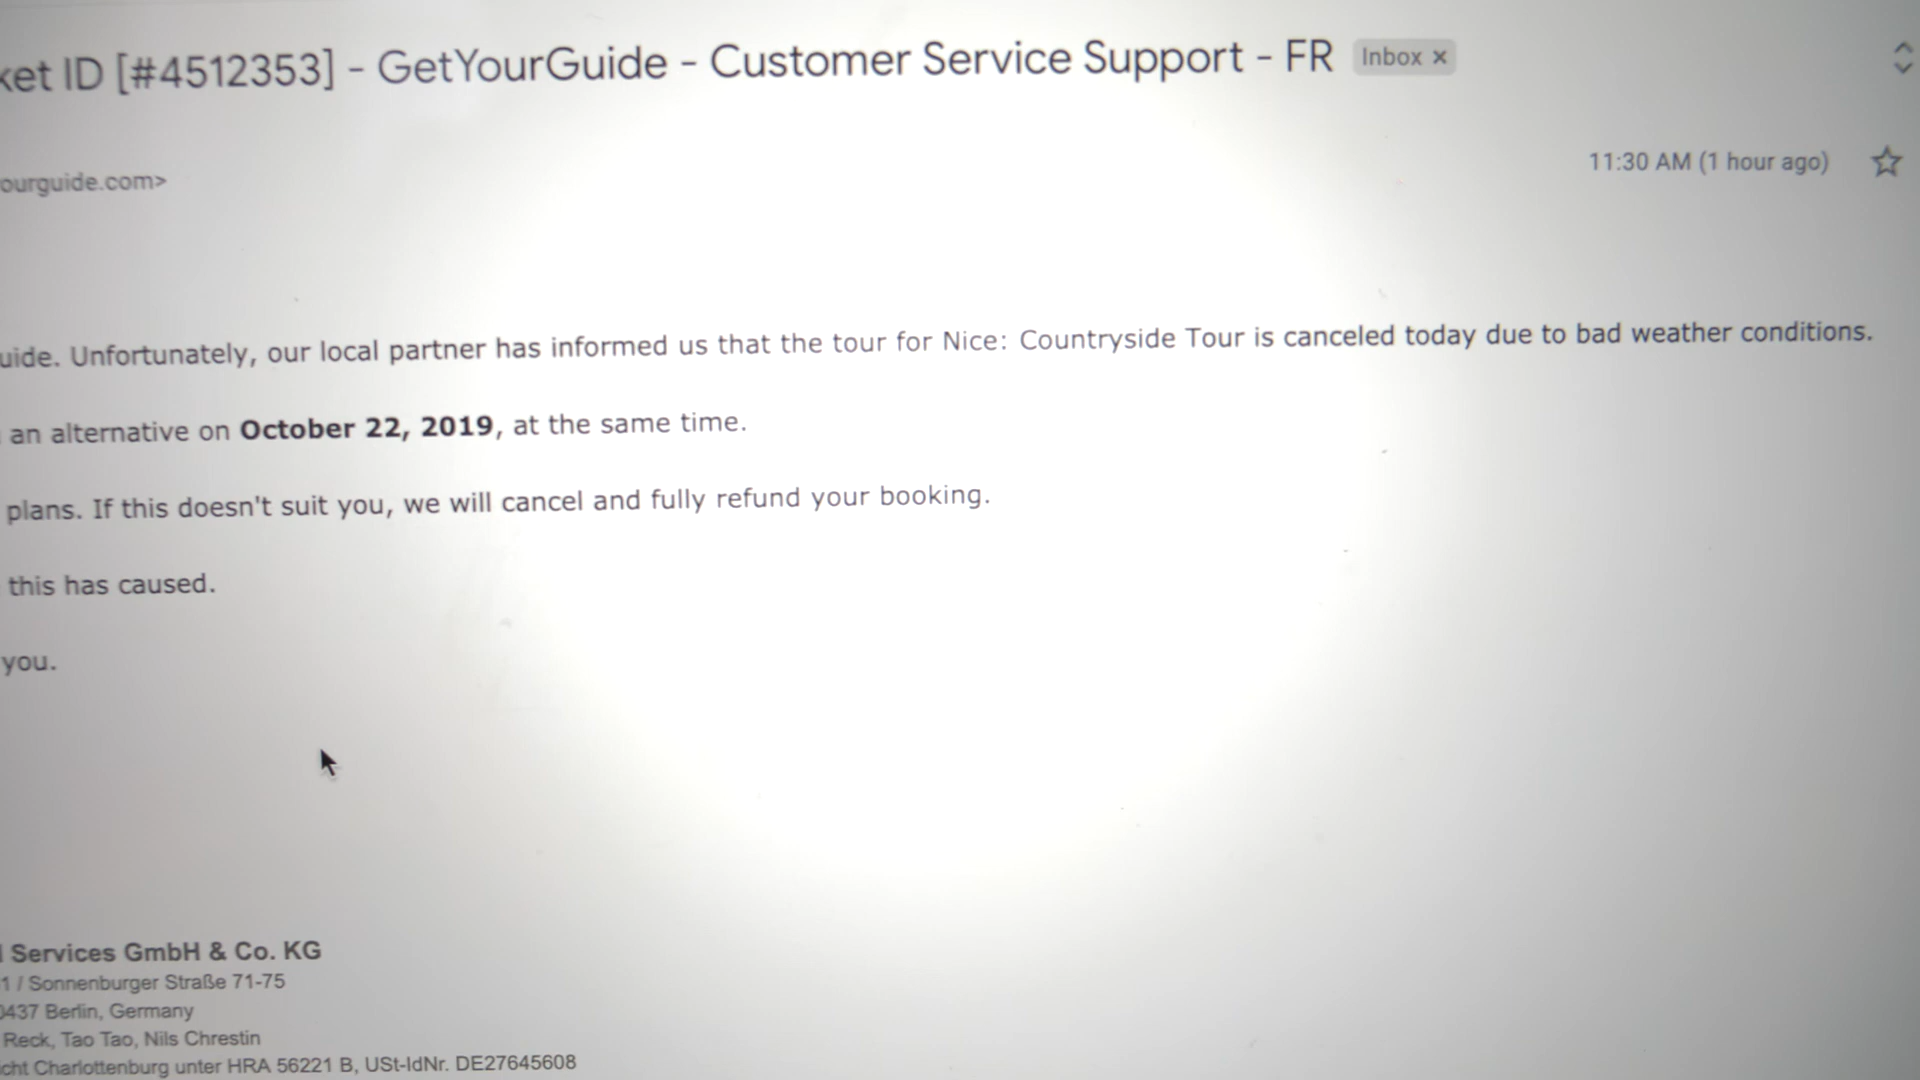 ket ID [#4512353] - GetYourGuide - Customer Service Support - FR Inbox ×
ourguide.com> 11:30 AM (1 hour ago)
uide. Unfortunately, our local partner has informed us that the tour for Nice: Countryside Tour is canceled today due to bad weather conditions.
an alternative on October 22, 2019, at the same time.
plans. If this doesn't suit you, we will cancel and fully refund your booking.
this has caused.
you.
Services GmbH & Co. KG
1 / Sonnenburger Straße 71-75
0437 Berlin, Germany
Reck, Tao Tao, Nils Chrestin
cht Charlottenburg unter HRA 56221 B, USt-IdNr. DE27645608